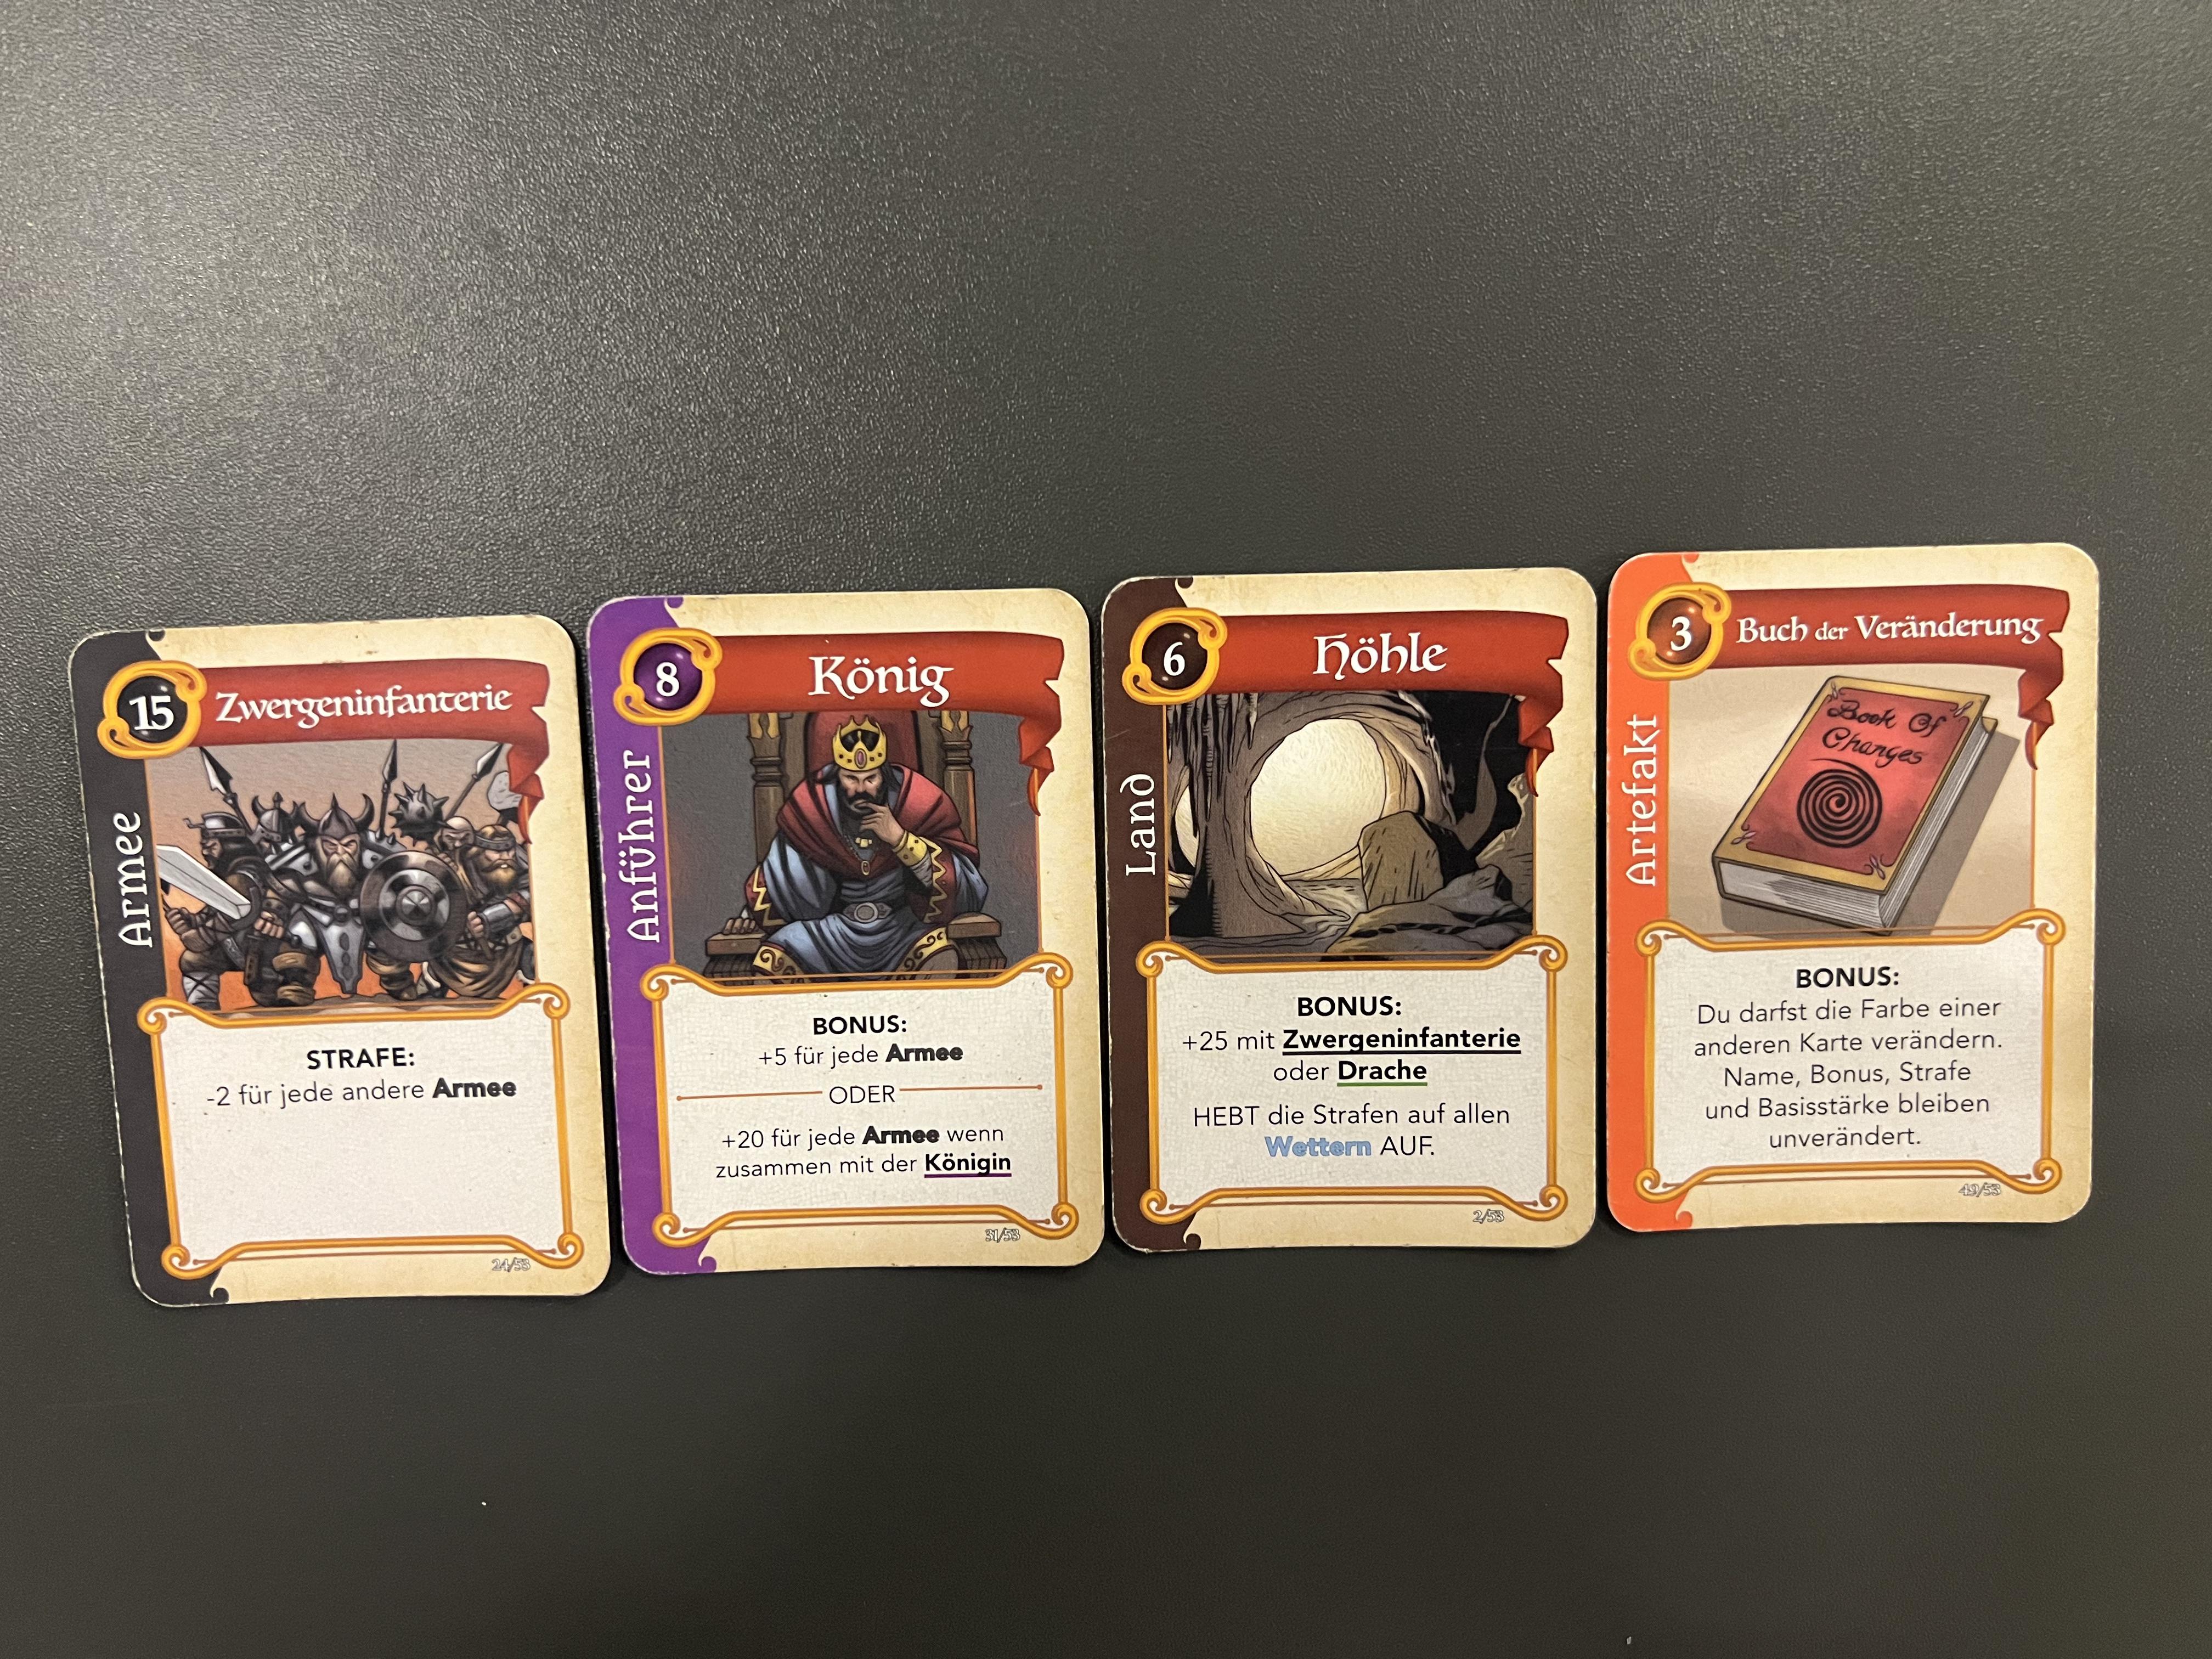 15
Zwergeninfanterie
Armee
STRAFE:
-2 für jede andere Armee
24/53
8
König
Anführer
BONUS:
+5 für jede Armee
ODER
+20 für jede Armee wenn
zusammen mit der Königin
31/53
6
Höhle
Land
BONUS:
+25 mit Zwergeninfanterie
oder Drache
HEBT die Strafen auf allen
Wettern AUF.
2/53
3
Buch der Veränderung
Artefakt
Book Of
Changes
BONUS:
Du darfst die Farbe einer
anderen Karte verändern.
Name, Bonus, Strafe
und Basisstärke bleiben
unverändert.
49/53